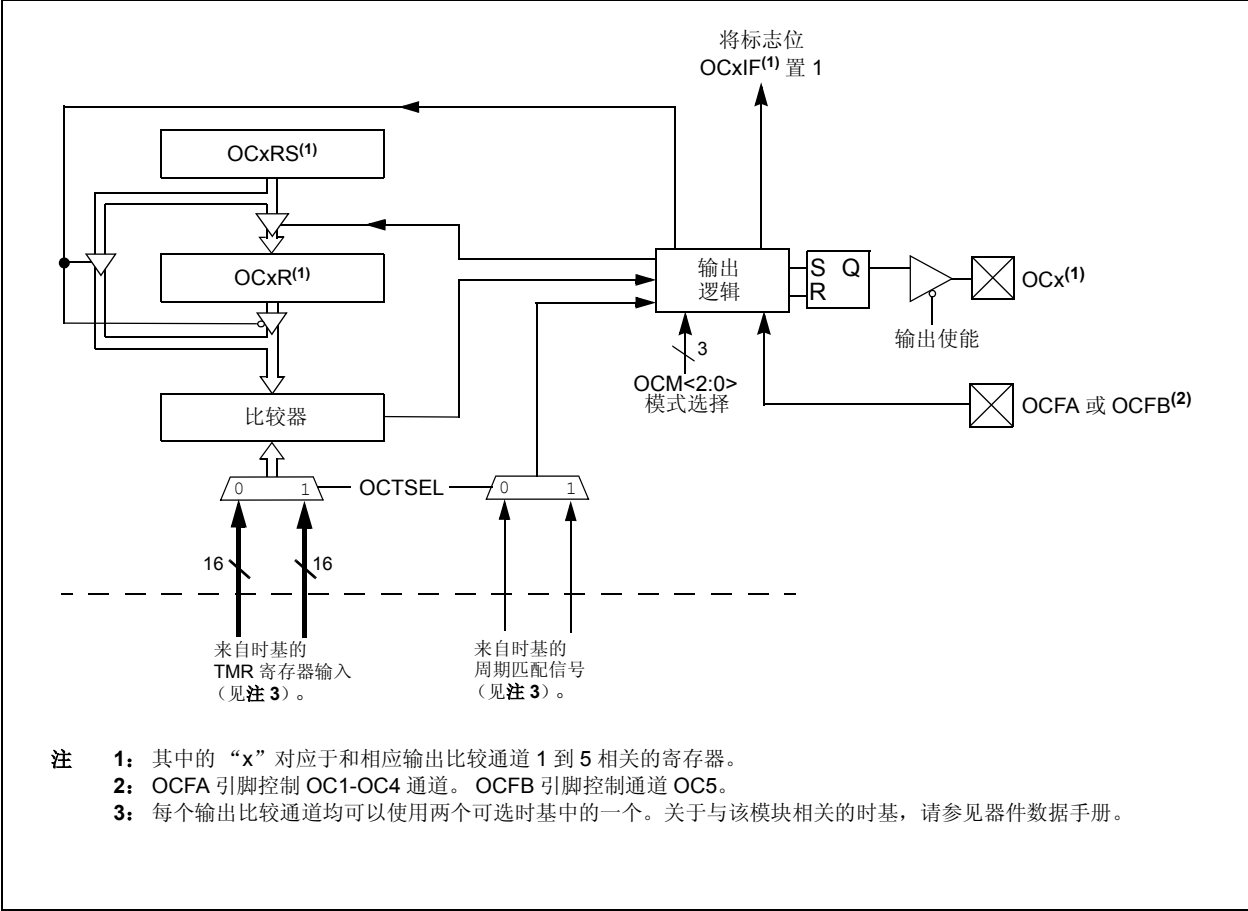 将标志位
OCxIF(1) 置 1
OCxRS(1)
OCxR(1)
输出
逻辑
S Q
R
OCx(1)
输出使能
3
OCM<2:0>
模式选择
OCFA 或 OCFB(2)
比较器
0 1
OCTSEL
0 1
16
16
来自时基的
TMR 寄存器输入
（见注 3）。
来自时基的
周期匹配信号
（见注 3）。
注 1： 其中的 “x”对应于和相应输出比较通道 1 到 5 相关的寄存器。
2： OCFA 引脚控制 OC1-OC4 通道。 OCFB 引脚控制通道 OC5。
3： 每个输出比较通道均可以使用两个可选时基中的一个。关于与该模块相关的时基，请参见器件数据手册。